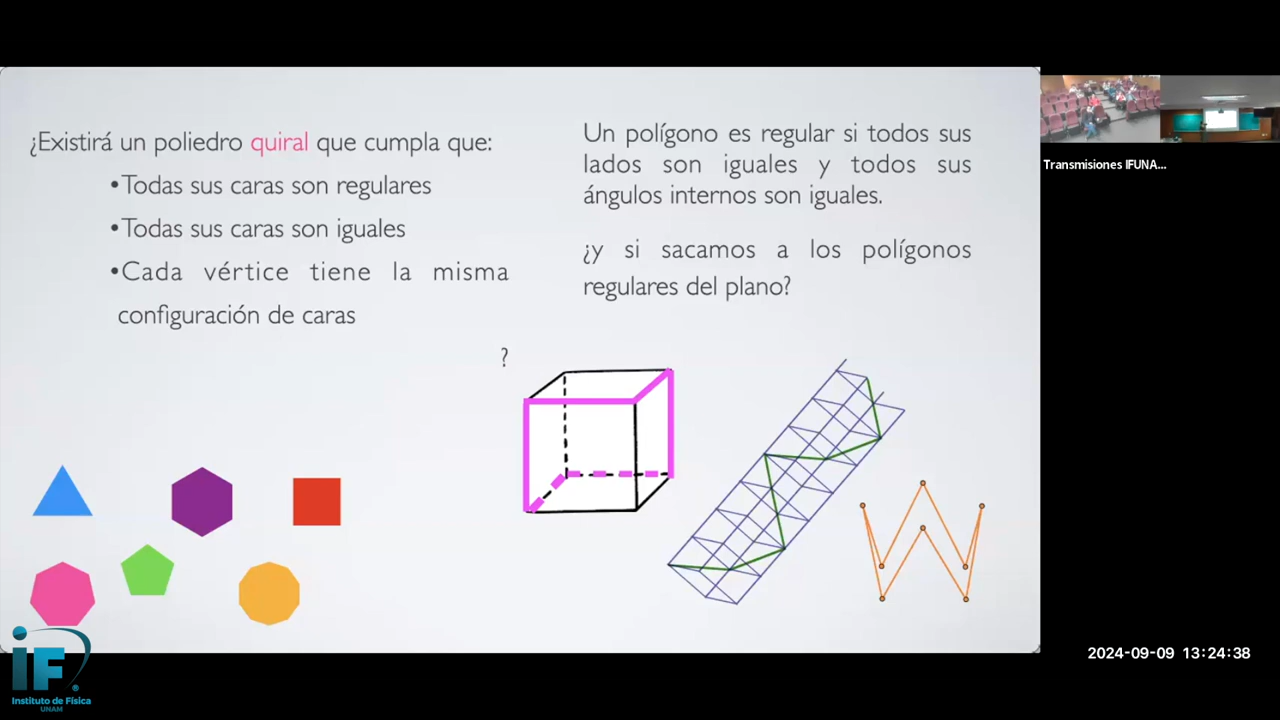 ¿Existirá un poliedro quiral que cumpla que:
•Todas sus caras son regulares
•Todas sus caras son iguales
•Cada vértice tiene la misma
configuración de caras
?
Un polígono es regular si todos sus
lados son iguales y todos sus
ángulos internos son iguales.
¿y si sacamos a los polígonos
regulares del plano?
Transmisiones IFUNA...
iF
Instituto de Física
UNAM
2024-09-09 13:24:38